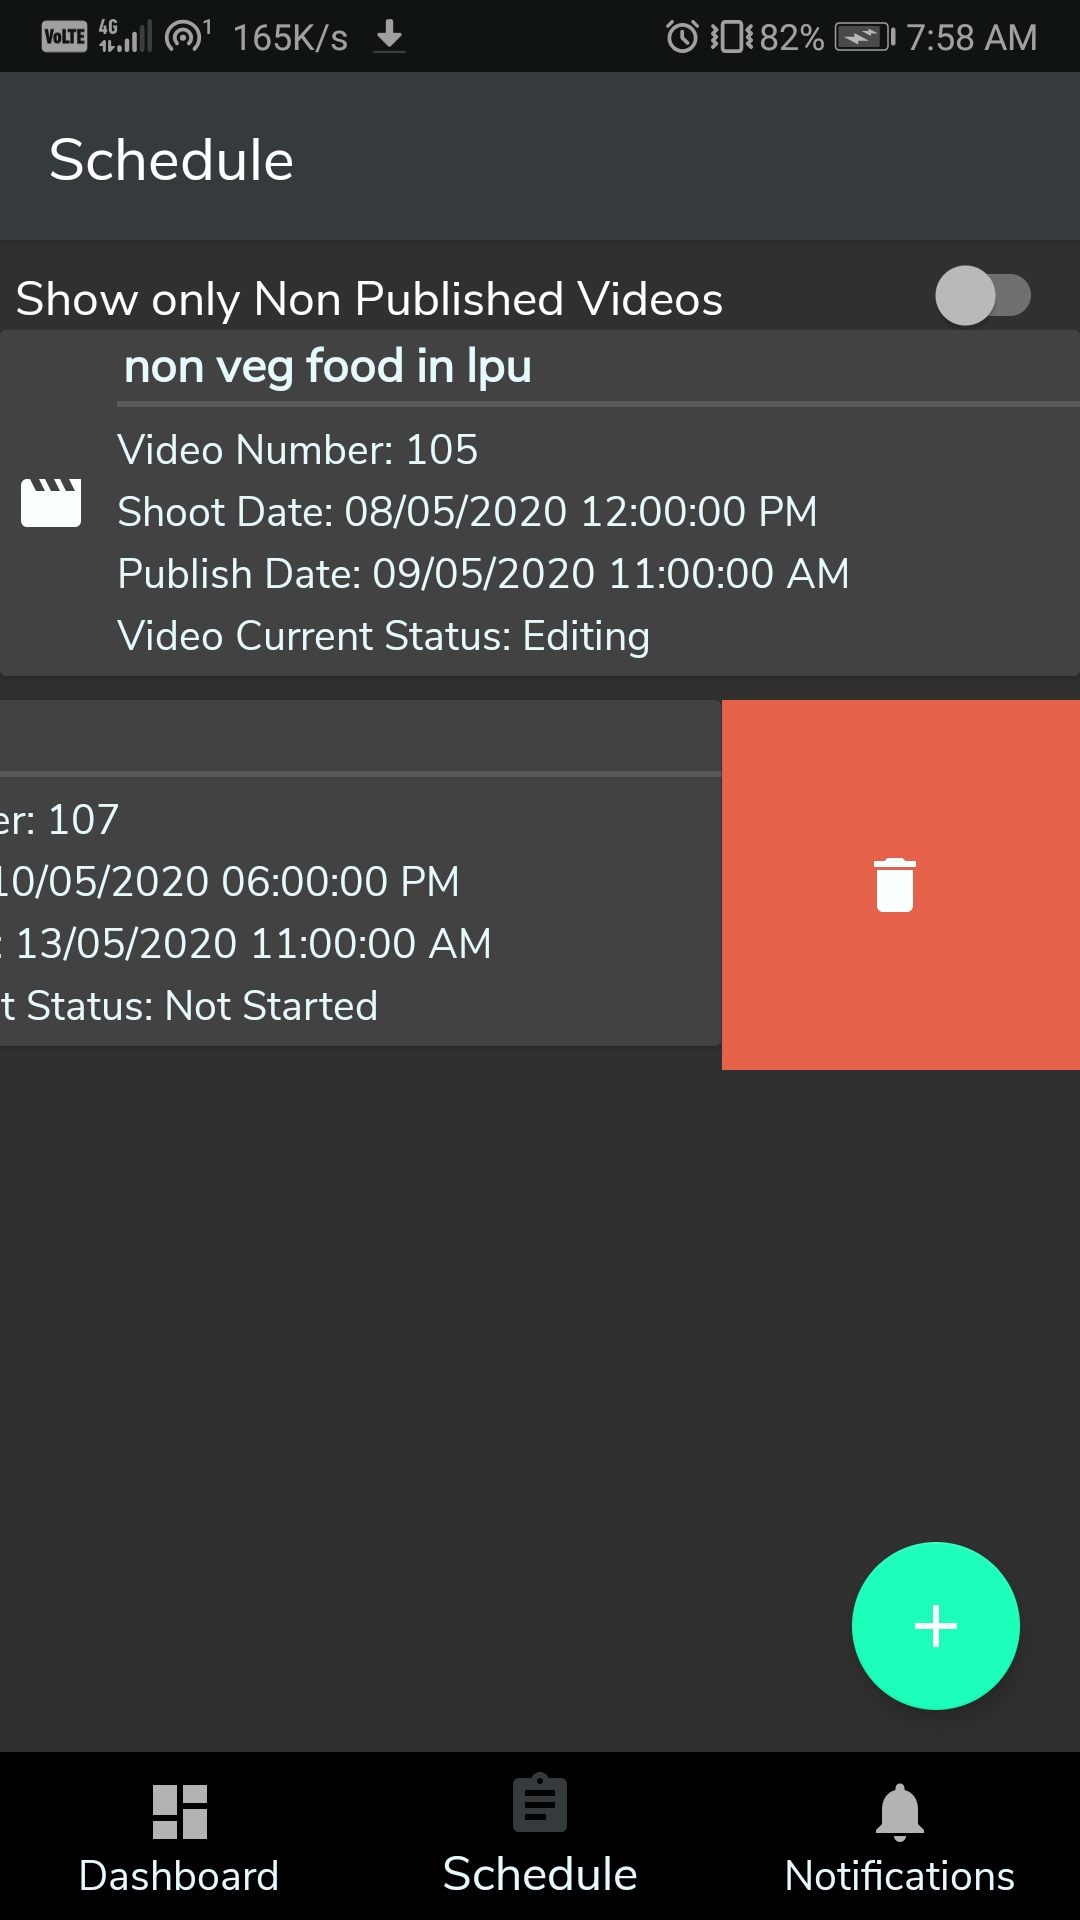 VoLTE 4G 1 165K/s 82% 7:58 AM
Schedule
Show only Non Published Videos
non veg food in lpu
Video Number: 105
Shoot Date: 08/05/2020 12:00:00 PM
Publish Date: 09/05/2020 11:00:00 AM
Video Current Status: Editing
er: 107
10/05/2020 06:00:00 PM
: 13/05/2020 11:00:00 AM
t Status: Not Started
Dashboard Schedule Notifications